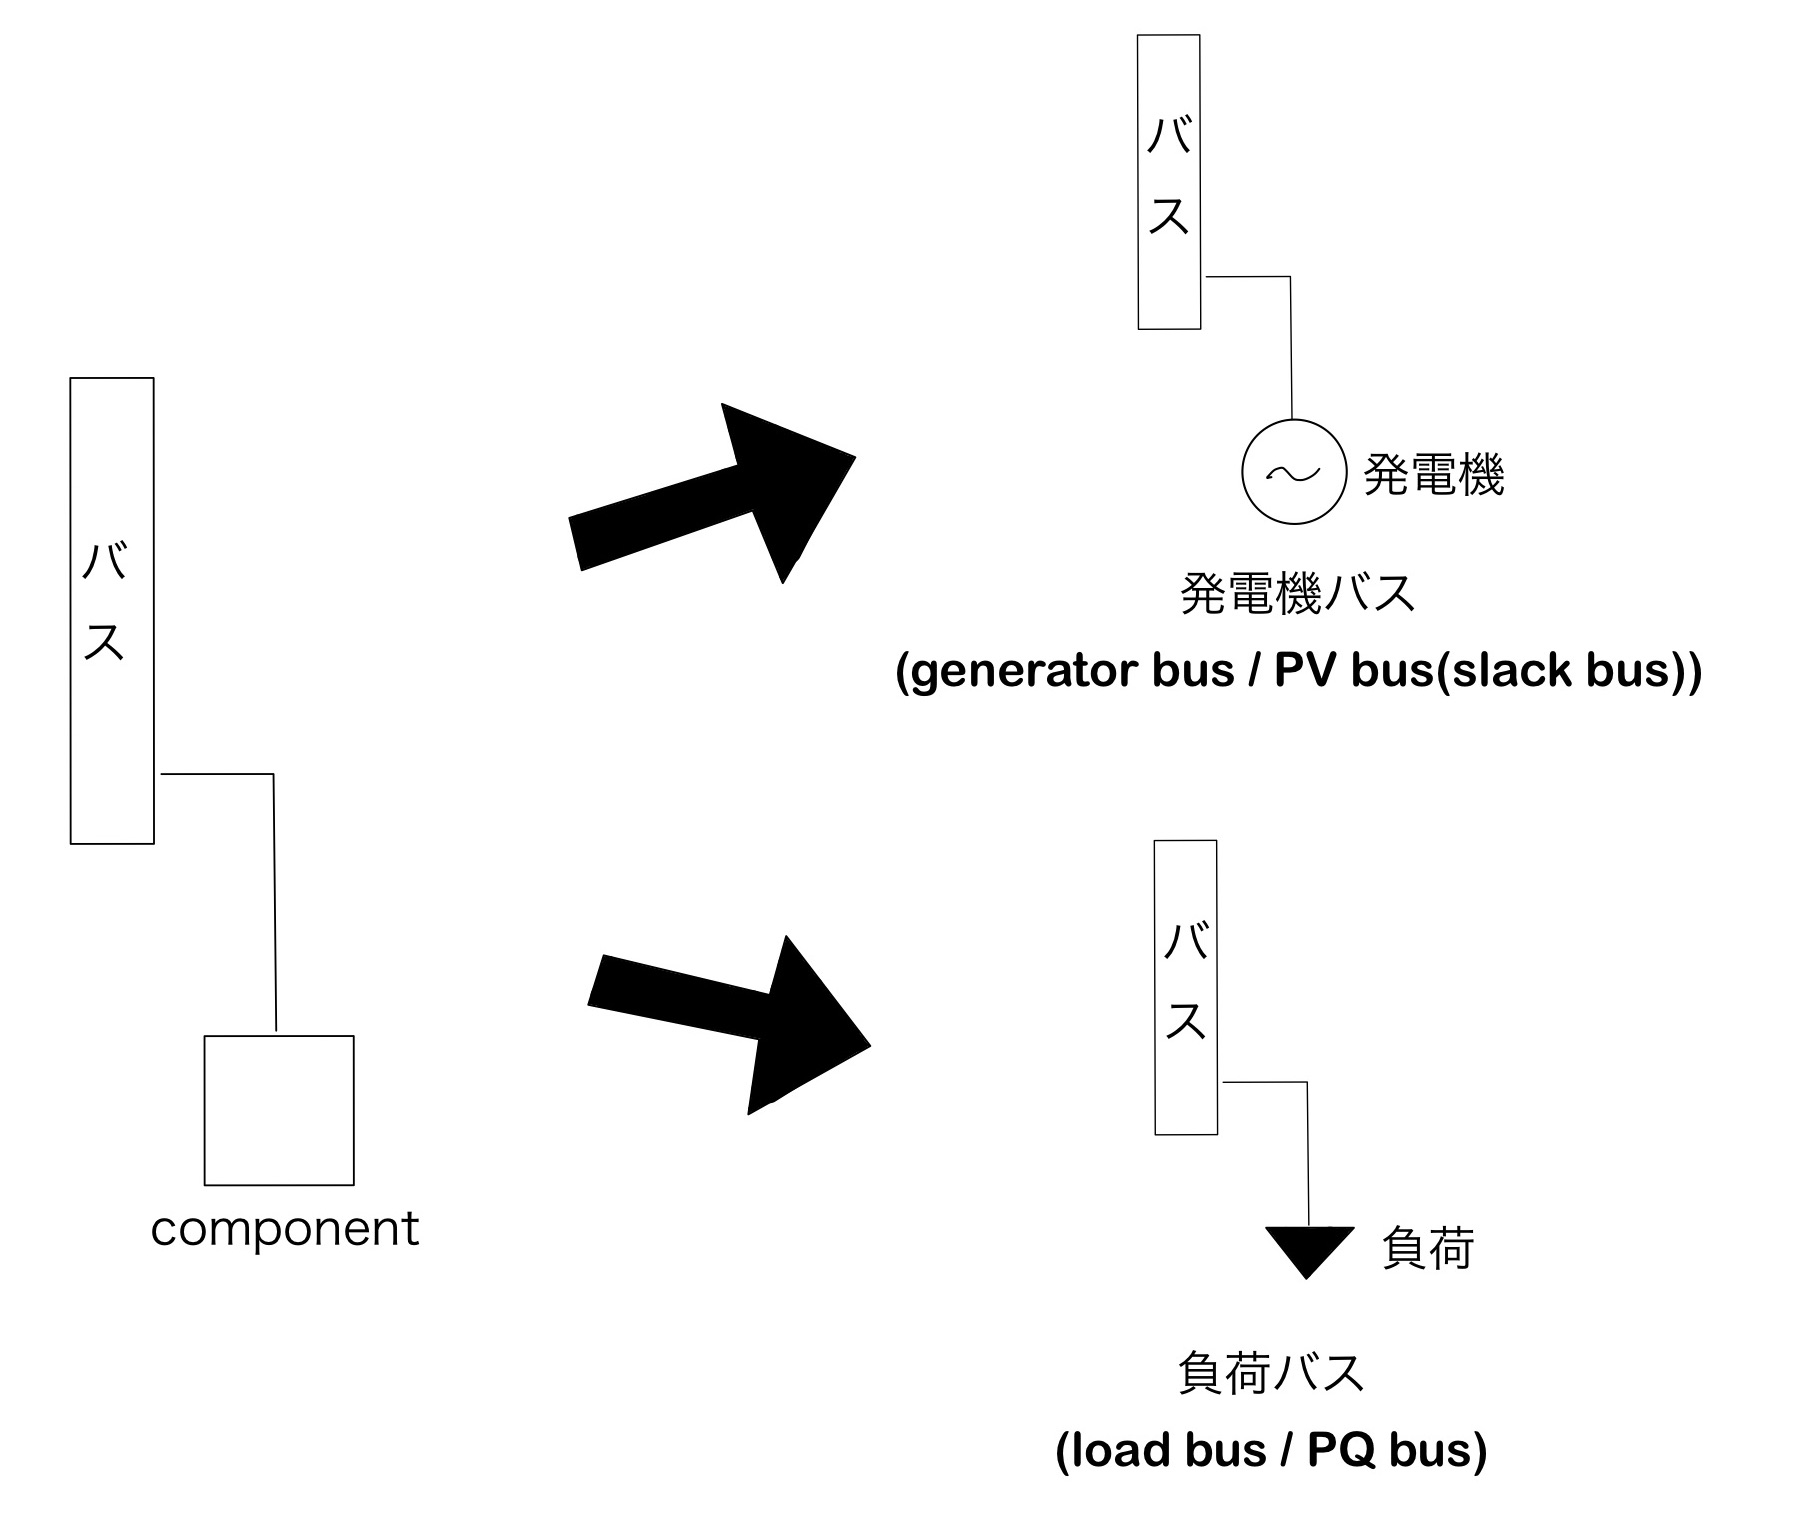 バス
component
バス
発電機
発電機バス
(generator bus / PV bus(slack bus))
バス
負荷
負荷バス
(load bus / PQ bus)